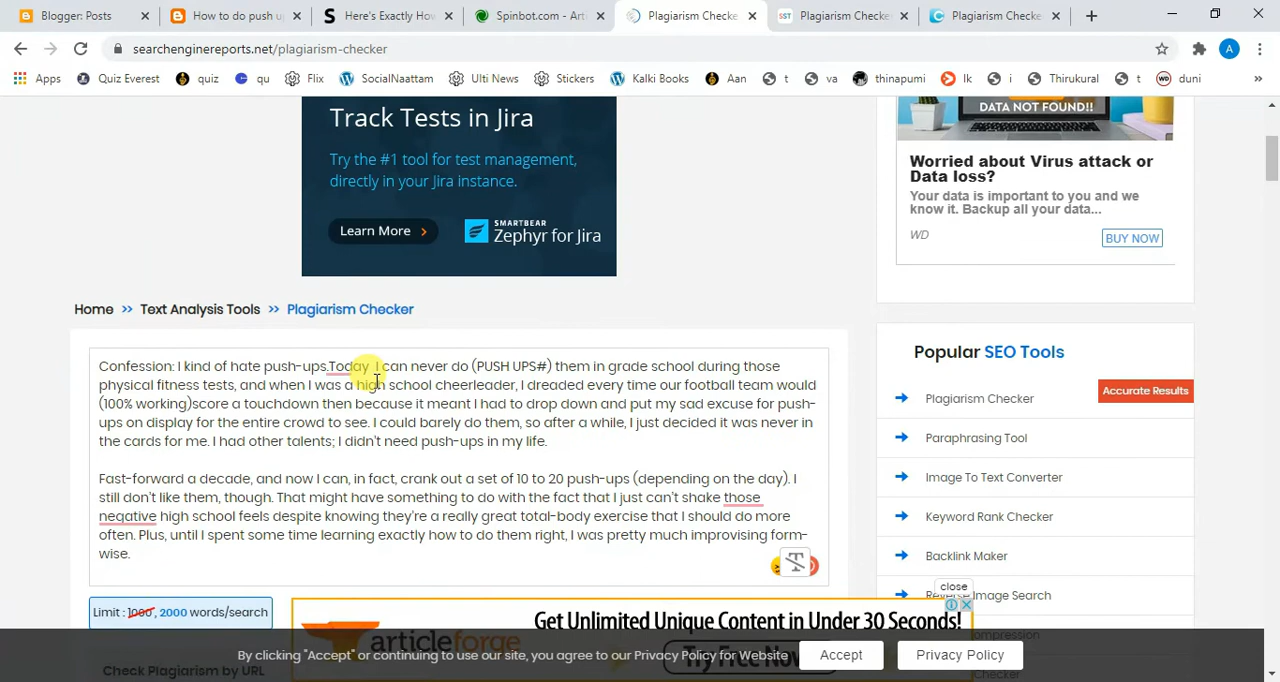 Blogger: Posts
How to do push u
Here's Exactly Ho
Spinbot.com - Art
Plagiarism Checke
Plagiarism Checke
Plagiarism Checke
searchenginereports.net/plagiarism-checker
A
Apps
Quiz Everest
quiz
qu
Flix
SocialNaattam
Ulti News
Stickers
Kalki Books
Aan
t
va
thinapumi
lk
i
Thirukural
t
duni
Track Tests in Jira
Try the #1 tool for test management,
directly in your Jira instance.
Learn More
SMARTBEAR
Zephyr for Jira
DATA NOT FOUND!!
Worried about Virus attack or
Data loss?
Your data is important to you and we
know it. Backup all your data...
WD
BUY NOW
Home >> Text Analysis Tools >> Plagiarism Checker
Confession: I kind of hate push-ups.Today I can never do (PUSH UPS#) them in grade school during those
physical fitness tests, and when I was a high school cheerleader, I dreaded every time our football team would
(100% working)score a touchdown then because it meant I had to drop down and put my sad excuse for push-
ups on display for the entire crowd to see. I could barely do them, so after a while, I just decided it was never in
the cards for me. I had other talents; I didn't need push-ups in my life.
Fast-forward a decade, and now I can, in fact, crank out a set of 10 to 20 push-ups (depending on the day). I
still don't like them, though. That might have something to do with the fact that I just can't shake those
neqative high school feels despite knowing they're a really great total-body exercise that I should do more
often. Plus, until I spent some time learning exactly how to do them right, I was pretty much improvising form-
wise.
Limit : 1000 , 2000 words/search
Check Plagiarism by URL
Popular SEO Tools
Accurate Results
Plagiarism Checker
Paraphrasing Tool
Image To Text Converter
Keyword Rank Checker
Backlink Maker
close
Reverse Image Search
Compression
Checker
Get Unlimited Unique Content in Under 30 Seconds!
articleforge
Try Free Now
By clicking "Accept" or continuing to use our site, you agree to our Privacy Policy for Website
Accept
Privacy Policy